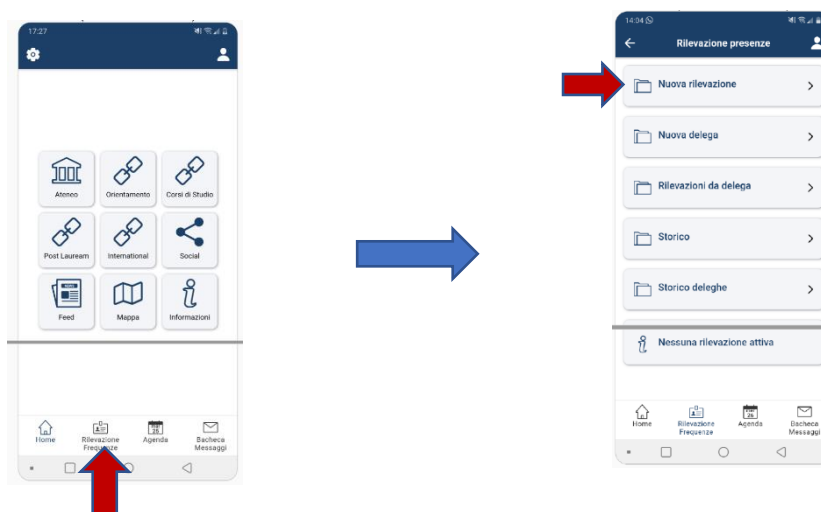 17:27
Ateneo
Orientamento
Corsi di Studio
Post Lauream
International
Social
Feed
Mappa
Informazioni
Home
Rilevazione
Frequenze
Agenda
Bacheca
Messaggi
14:04
Rilevazione presenze
Nuova rilevazione
Nuova delega
Rilevazioni da delega
Storico
Storico deleghe
Nessuna rilevazione attiva
Home
Rilevazione
Frequenze
Agenda
Bacheca
Messaggi